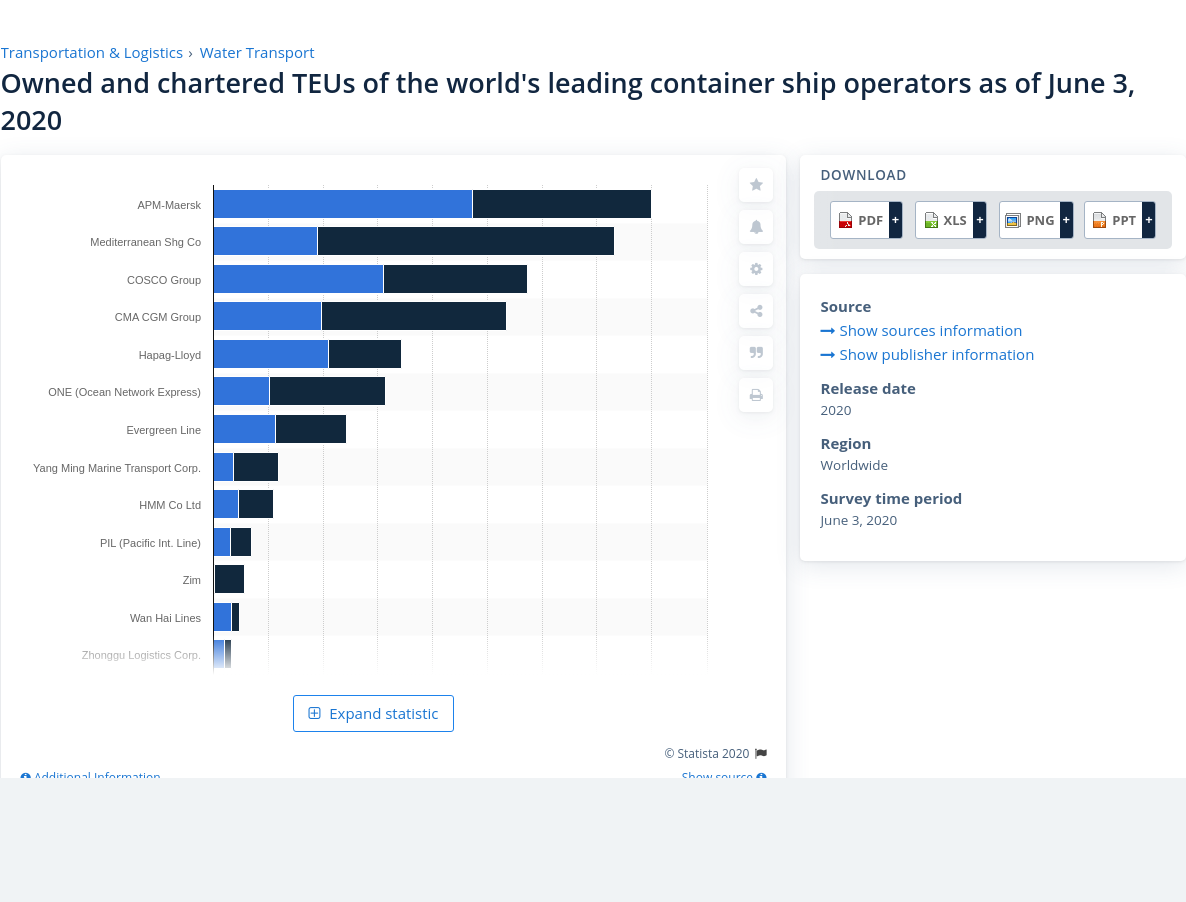 Transportation & Logistics › Water Transport
Owned and chartered TEUs of the world's leading container ship operators as of June 3,
2020
APM-Maersk
Mediterranean Shg Co
COSCO Group
CMA CGM Group
Hapag-Lloyd
ONE (Ocean Network Express)
Evergreen Line
Yang Ming Marine Transport Corp.
HMM Co Ltd
PIL (Pacific Int. Line)
Zim
Wan Hai Lines
Zhonggu Logistics Corp.
Expand statistic
© Statista 2020
Additional Information
Show source
DOWNLOAD
PDF + XLS + PNG + PPT +
Source
Show sources information
Show publisher information
Release date
2020
Region
Worldwide
Survey time period
June 3, 2020